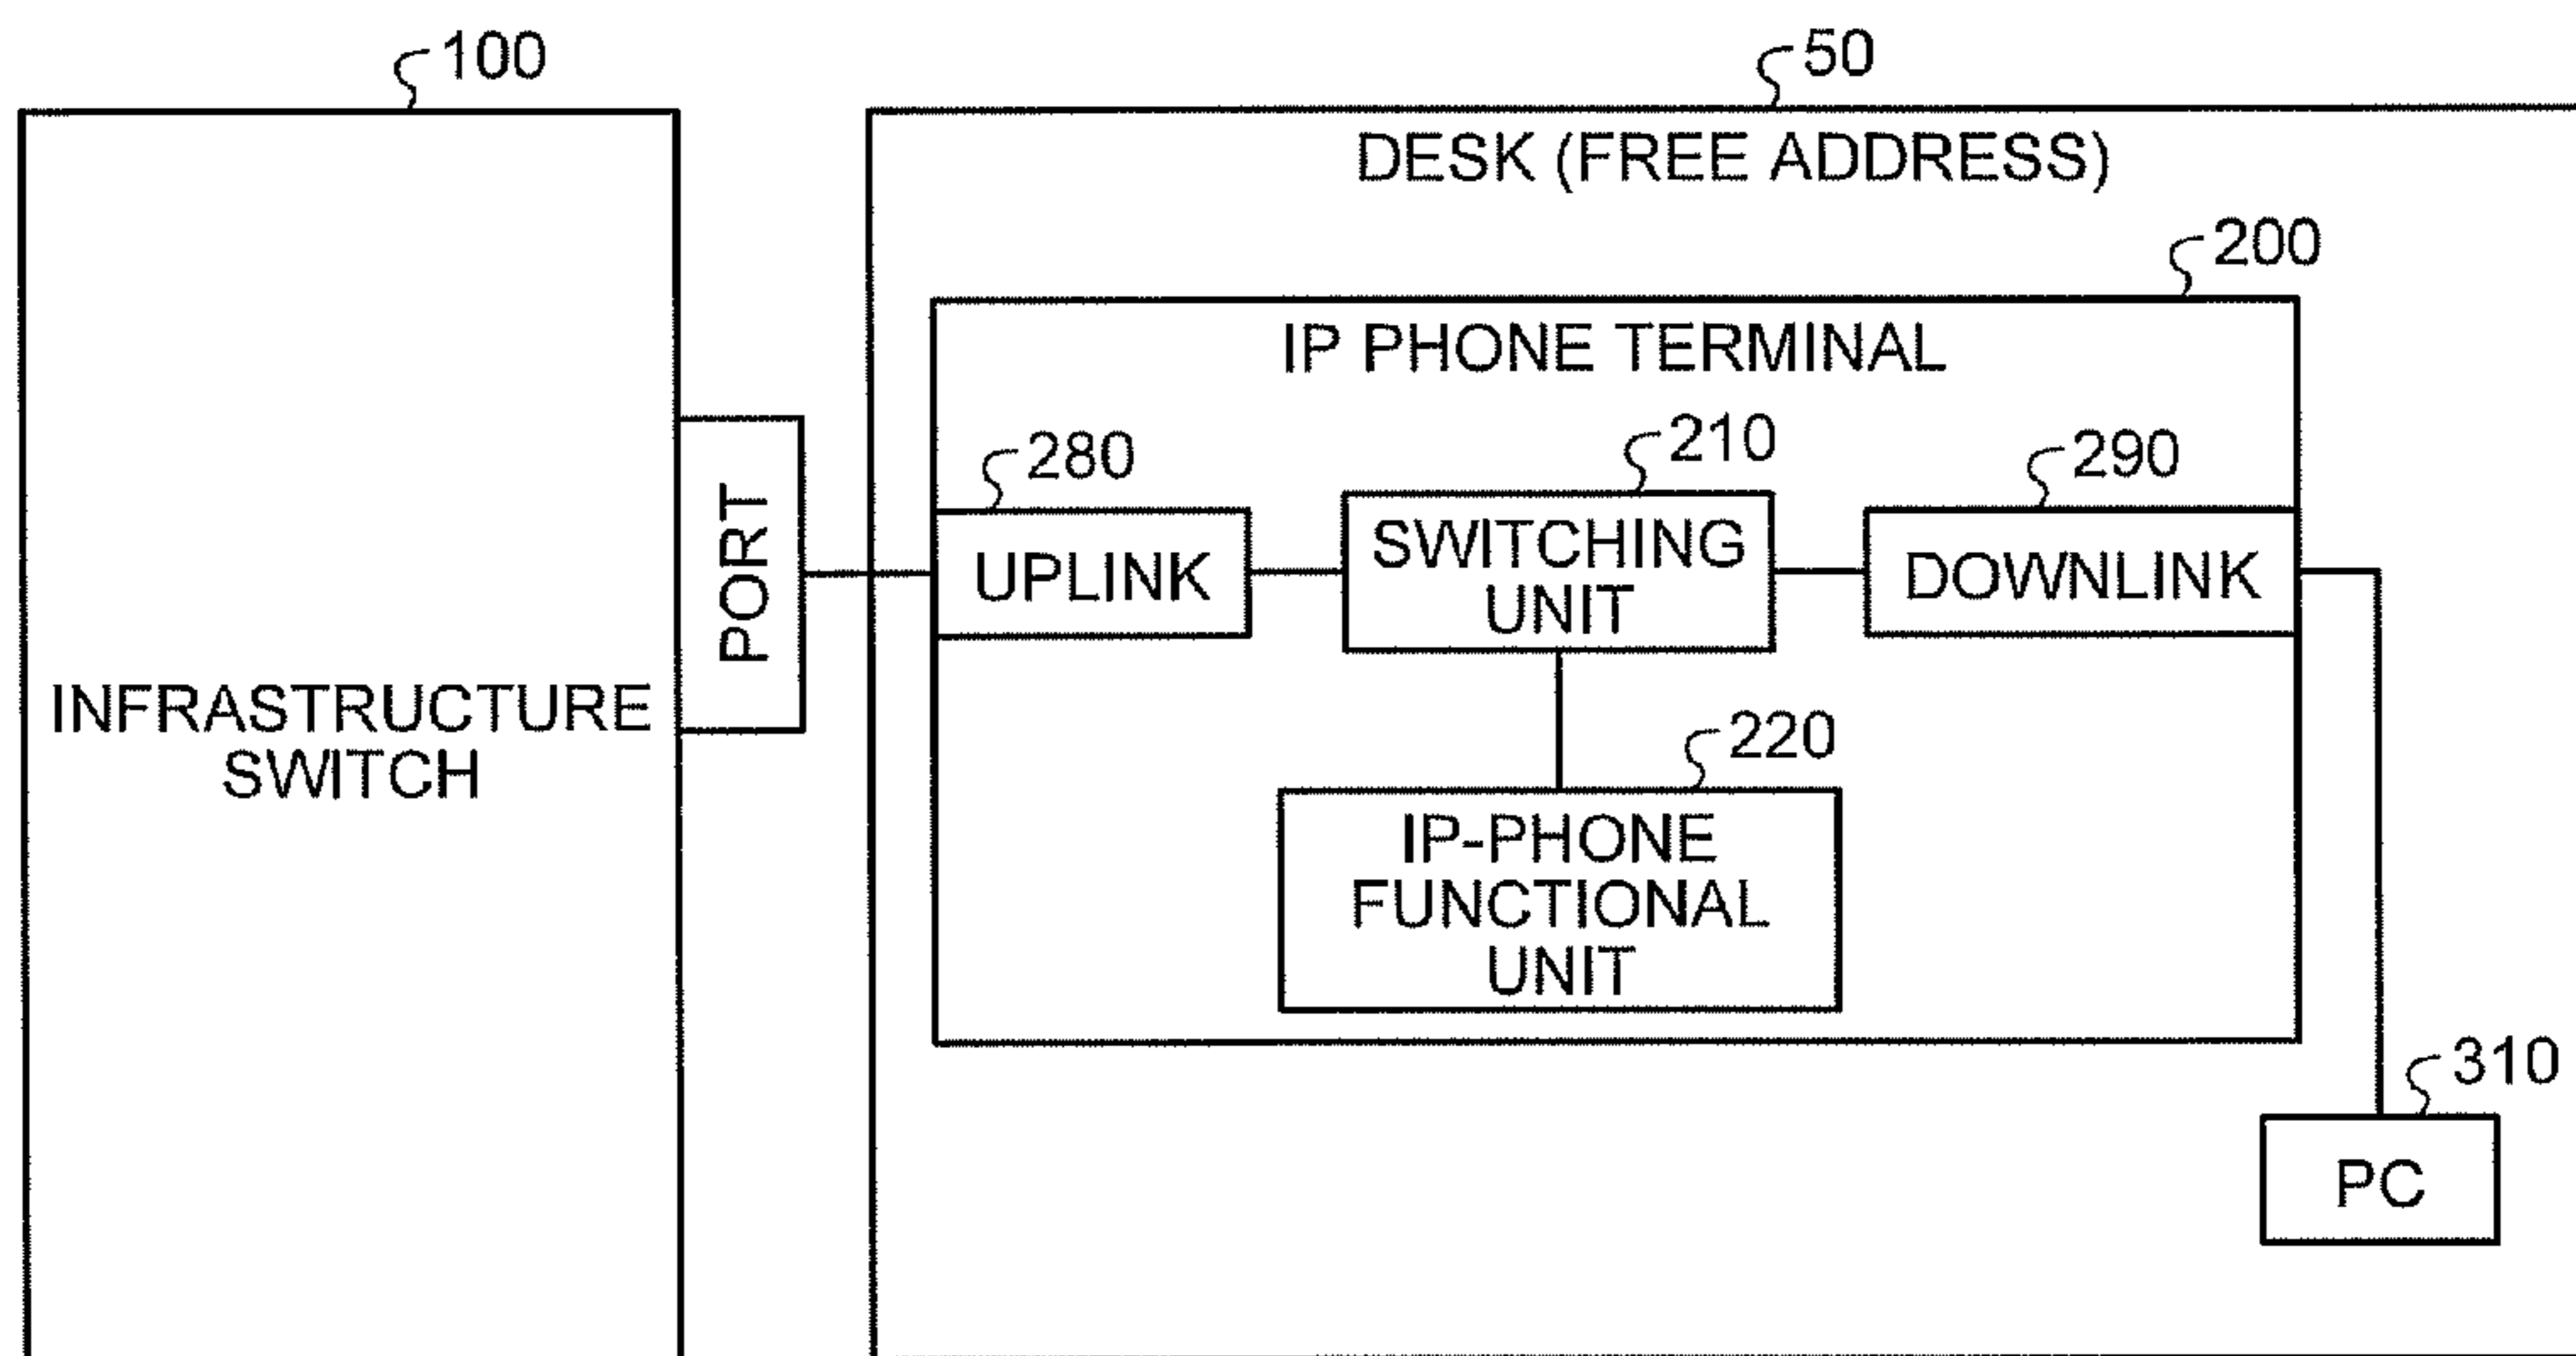 100
50
DESK (FREE ADDRESS)
200
IP PHONE TERMINAL
280
210
290
PORT
UPLINK
SWITCHING
UNIT
DOWNLINK
INFRASTRUCTURE
SWITCH
220
IP-PHONE
FUNCTIONAL
UNIT
310
PC